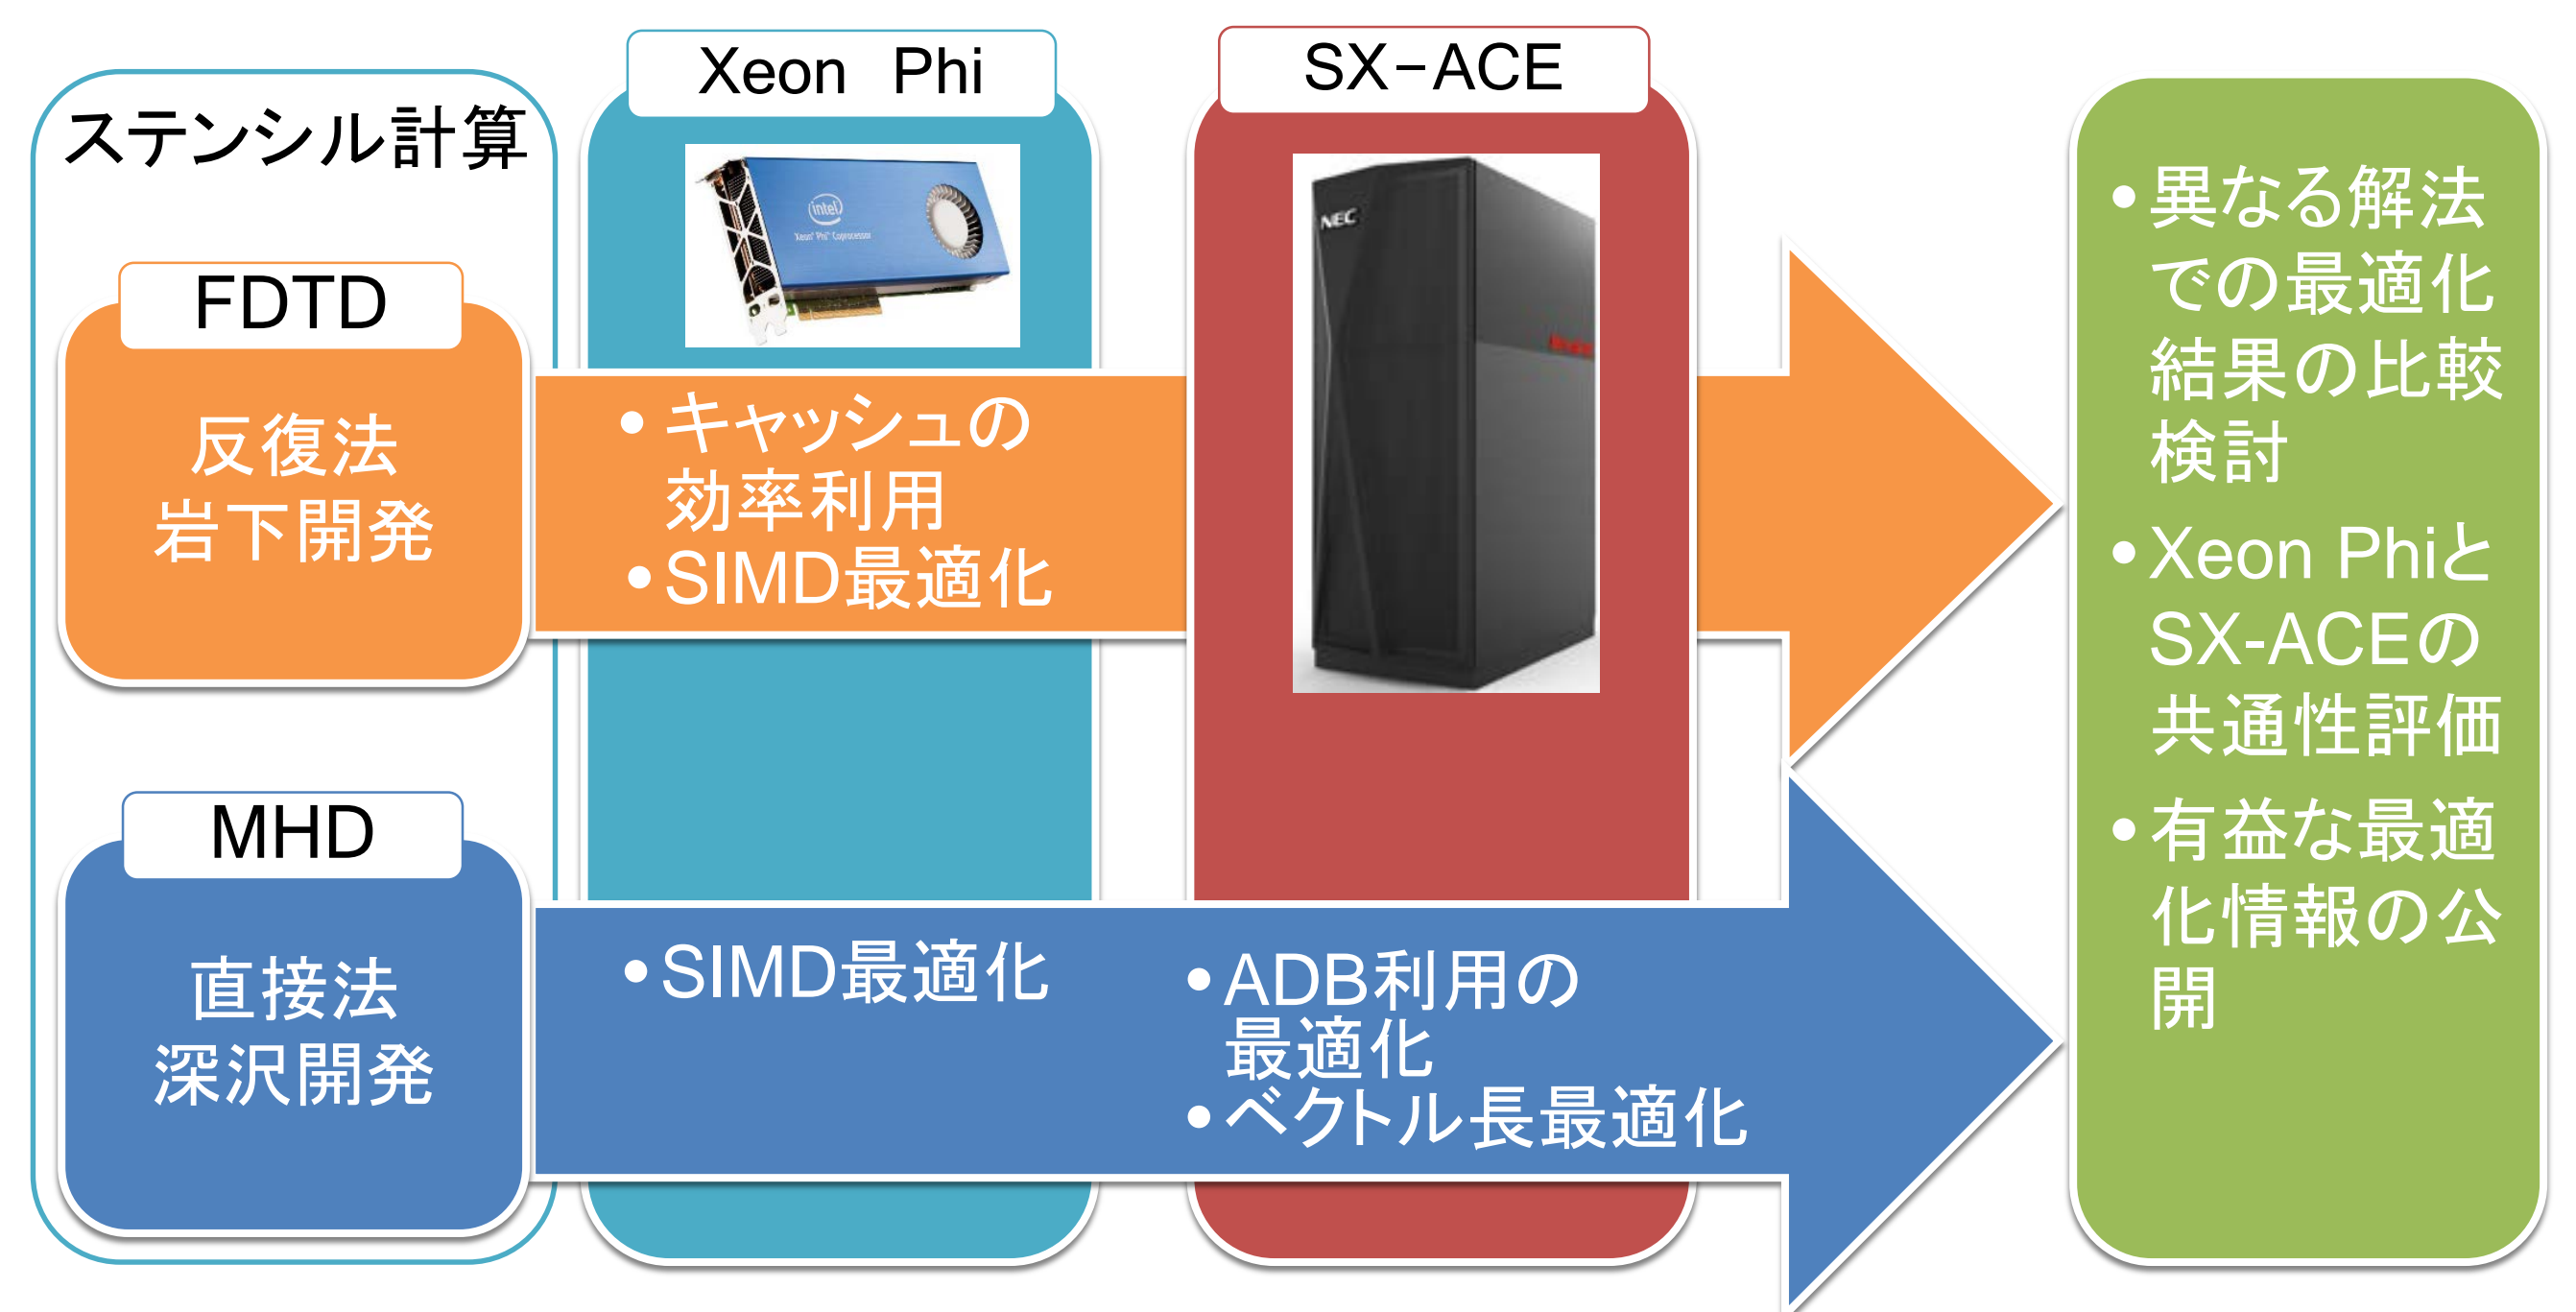 ステンシル計算
FDTD
反復法
岩下開発
MHD
直接法
深沢開発
Xeon Phi
intel
Xeon Phi Coprocessor
•キャッシュの
効率利用
•SIMD最適化
•SIMD最適化
SX−ACE
NEC
•ADB利用の
最適化
•ベクトル長最適化
•異なる解法
での最適化
結果の比較
検討
•Xeon Phiと
SX-ACEの
共通性評価
•有益な最適
化情報の公
開